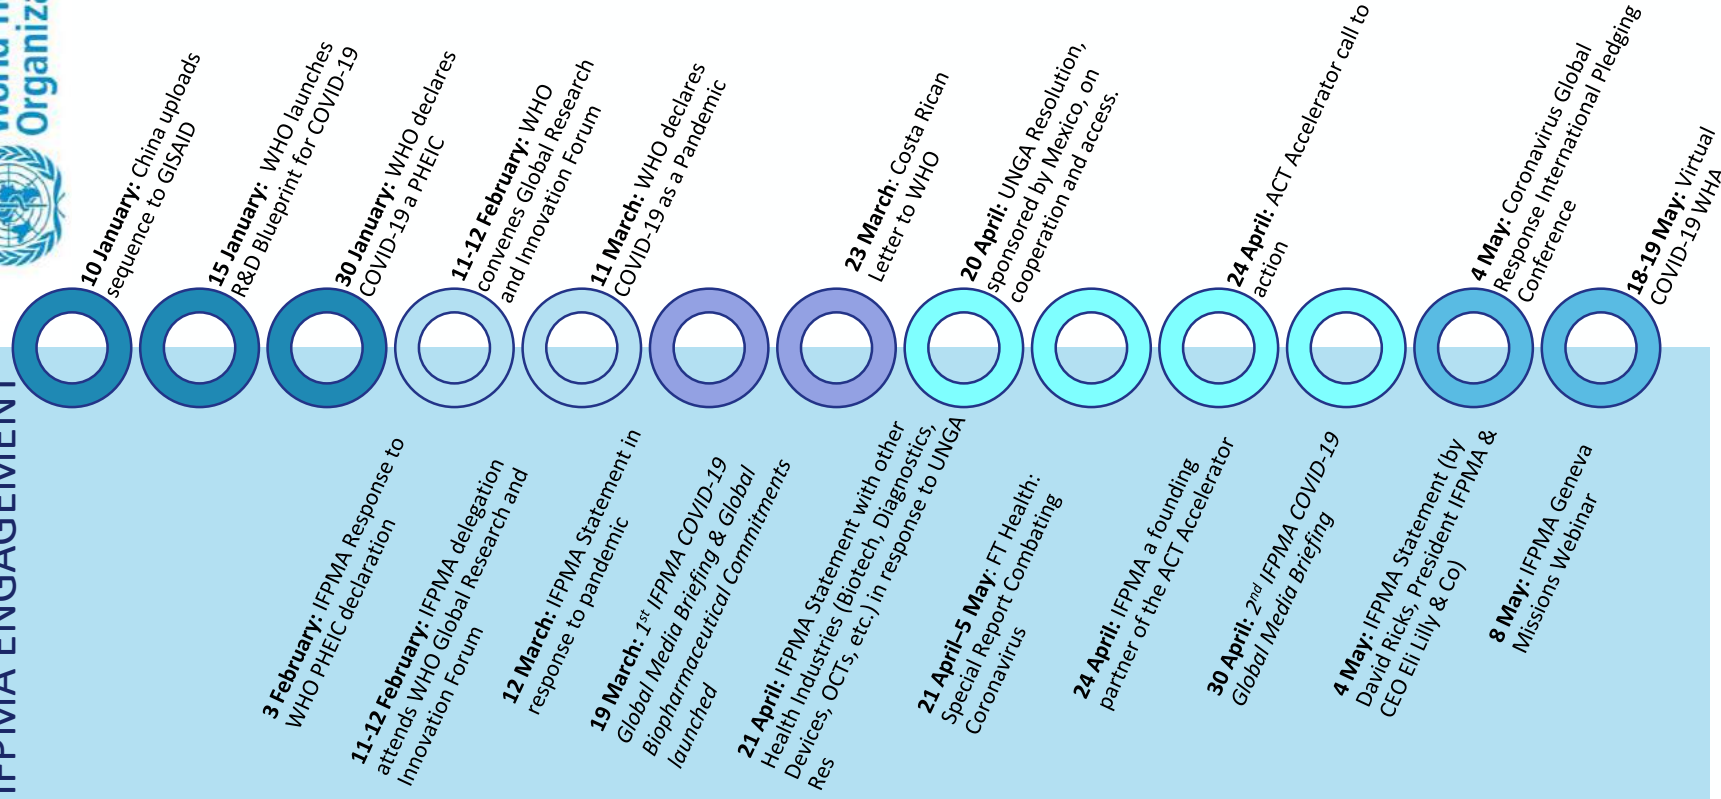 Organiza
10 January: China uploads
sequence to GISAID
15 January: WHO launches
R&D Blueprint for COVID-19
30 January: WHO declares
COVID-19 a PHEIC
11-12 February: WHO
convenes Global Research
and Innovation Forum
11 March: WHO declares
COVID-19 as a Pandemic
23 March: Costa Rican
Letter to WHO
20 April: UNGA Resolution,
sponsored by Mexico, on
cooperation and access.
24 April: ACT Accelerator call to
action
4 May: Coronavirus Global
Response International Pledging
Conference
18-19 May: Virtual
COVID-19 WHA
IFPMA ENGAGEMENT
3 February: IFPMA Response to
WHO PHEIC declaration
11-12 February: IFPMA delegation
attends WHO Global Research and
Innovation Forum
12 March: IFPMA Statement in
response to pandemic
19 March: 1st IFPMA COVID-19
Global Media Briefing & Global
Biopharmaceutical Commitments
launched
21 April: IFPMA Statement with other
Health Industries (Biotech, Diagnostics,
Devices, OCTs, etc.) in response to UNGA
Res
21 April–5 May: FT Health:
Special Report Combating
Coronavirus
24 April: IFPMA a founding
partner of the ACT Accelerator
30 April: 2nd IFPMA COVID-19
Global Media Briefing
4 May: IFPMA Statement (by
David Ricks, President IFPMA &
CEO Eli Lilly & Co)
8 May: IFPMA Geneva
Missions Webinar